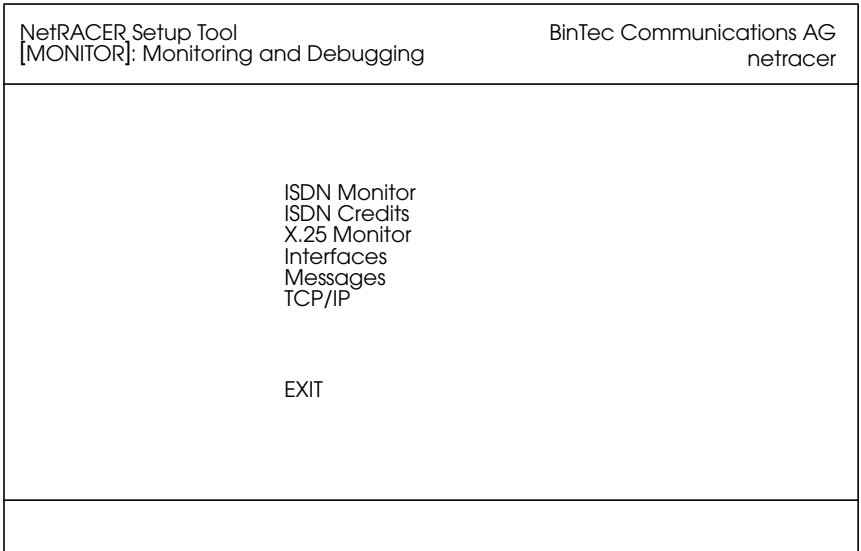 NetRACER Setup Tool BinTec Communications AG
[MONITOR]: Monitoring and Debugging netracer
ISDN Monitor
ISDN Credits
X.25 Monitor
Interfaces
Messages
TCP/IP
EXIT